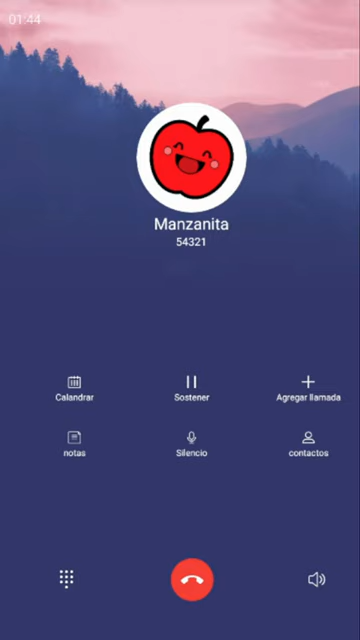 01:44
Manzanita
54321
Calandrar
Sostener
Agregar llamada
notas
Silencio
contactos